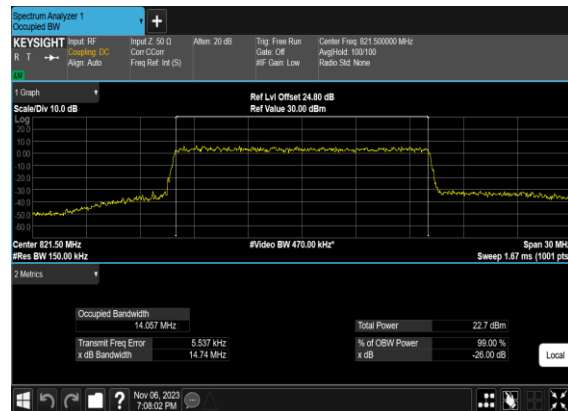 Spectrum Analyzer 1
Occupied BW
+
KEYSIGHT Input: RF Input Z: 50 Ω Atten: 20 dB Trig: Free Run Center Freq: 821.500000 MHz
R T Coupling: DC Corr CCorr Gate: Off Avg|Hold: 100/100
Align: Auto Freq Ref: Int (S) #IF Gain: Low Radio Std: None
LW
1 Graph
Ref Lvl Offset 24.80 dB
Scale/Div 10.0 dB Ref Value 30.00 dBm
Log
20.0
10.0
0.00
-10.0
-20.0
-30.0
-40.0
-50.0
-60.0
Center 821.50 MHz #Video BW 470.00 kHz* Span 30 MHz
#Res BW 150.00 kHz Sweep 1.67 ms (1001 pts)
2 Metrics
Occupied Bandwidth
14.057 MHz Total Power 22.7 dBm
Transmit Freq Error 5.537 kHz % of OBW Power 99.00 %
x dB Bandwidth 14.74 MHz x dB -26.00 dB
Local
? Nov 06, 2023
7:08:02 PM